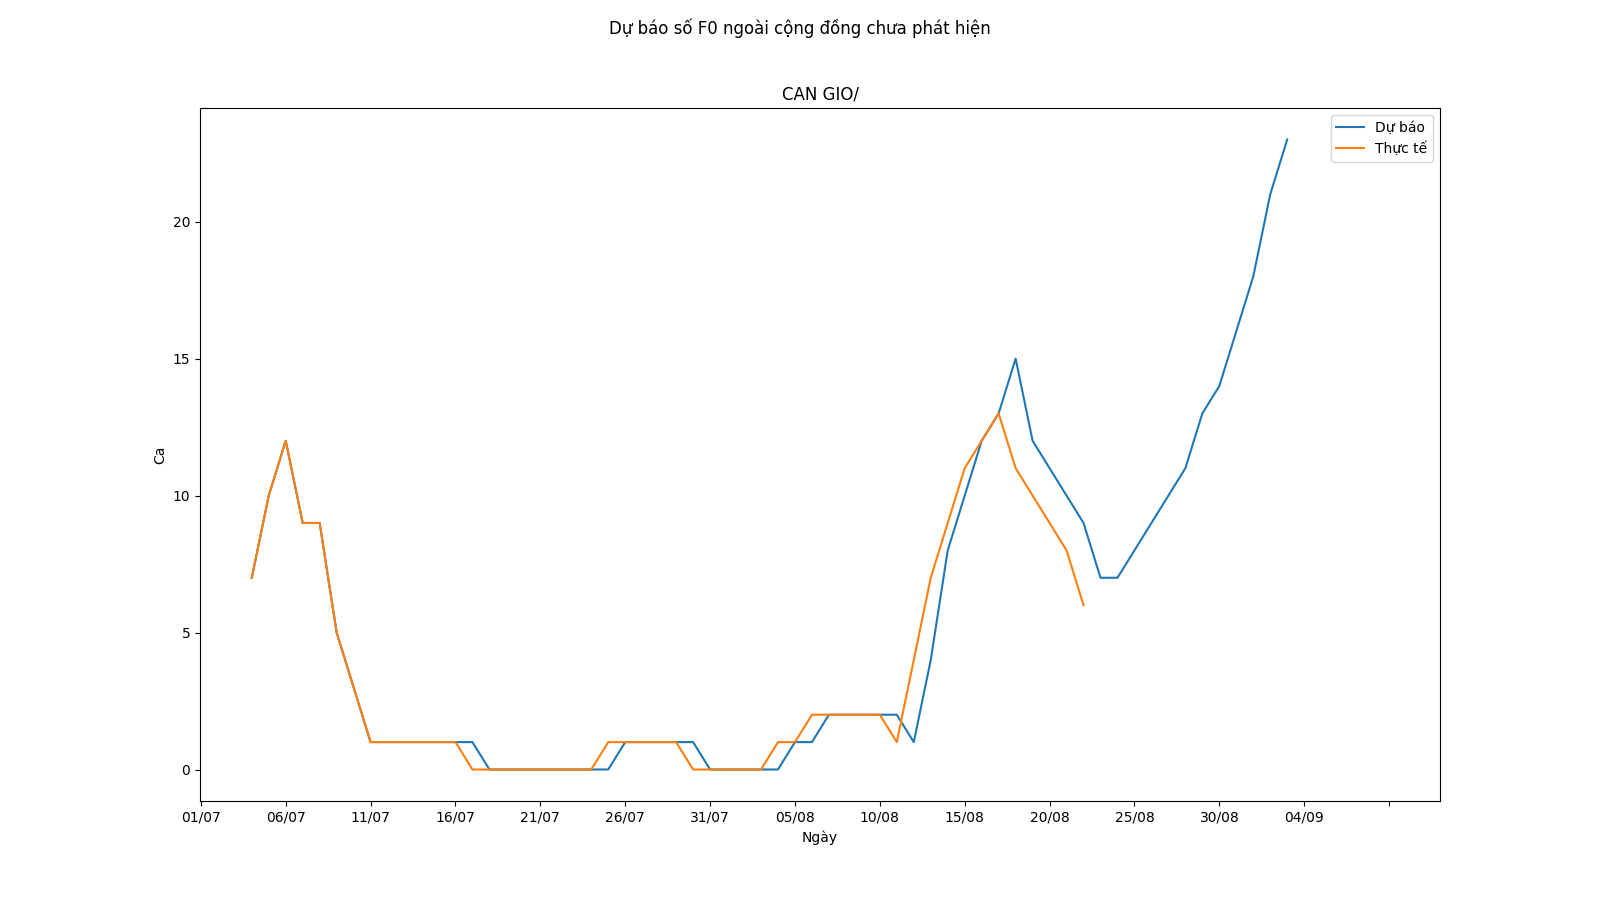 Dự báo số F0 ngoài cộng đồng chưa phát hiện
CAN GIO/
Dự báo
Thực tế
20
15
10
5
0
Ca
01/07 06/07 11/07 16/07 21/07 26/07 31/07 05/08 10/08 15/08 20/08 25/08 30/08 04/09
Ngày